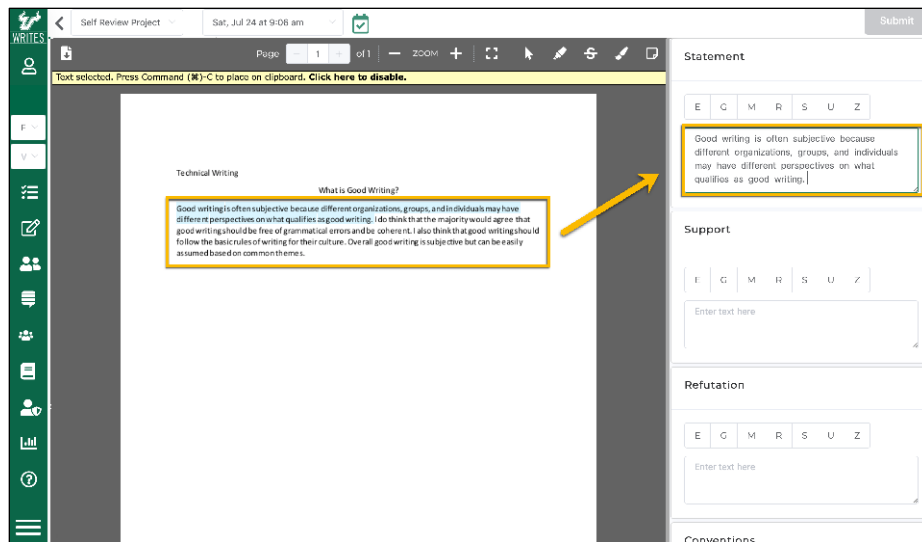 WRITES
Self Review Project
Sat, Jul 24 at 9:06 am
Submit
Page
1
of 1
ZOOM
Text selected. Press Command (⌘)-C to place on clipboard. Click here to disable.
F
V
Technical Writing
What is Good Writing?
Good writing is often subjective because different organizations, groups, and individuals may have
different perspectives on what qualifies as good writing. I do think that the majority would agree that
good writing should be free of grammatical errors and be coherent. I also think that good writing should
follow the basic rules of writing for their culture. Overall good writing is subjective but can be easily
assumed based on common themes.
Statement
E G M R S U Z
Good writing is often subjective because
different organizations, groups, and individuals
may have different perspectives on what
qualifies as good writing.
Support
E G M R S U Z
Enter text here
Refutation
E G M R S U Z
Enter text here
Conventions